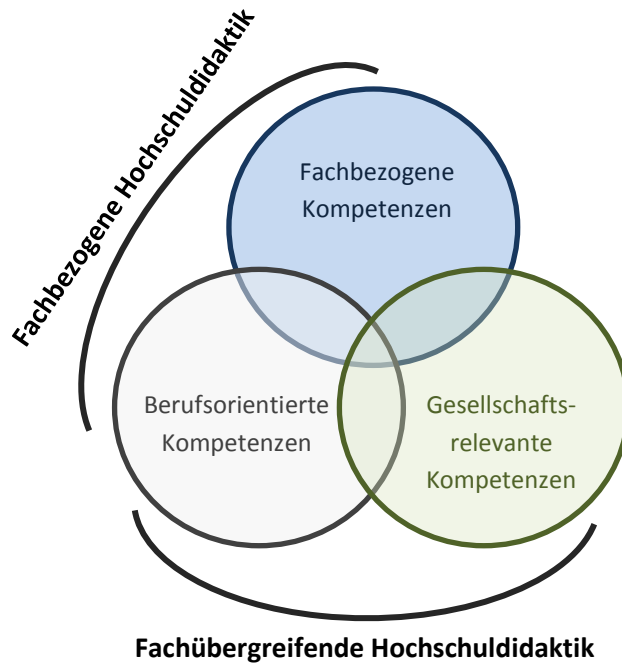 Fachbezogene Hochschuldidaktik
Fachbezogene
Kompetenzen
Berufsorientierte
Kompetenzen
Gesellschafts-
relevante
Kompetenzen
Fachübergreifende Hochschuldidaktik